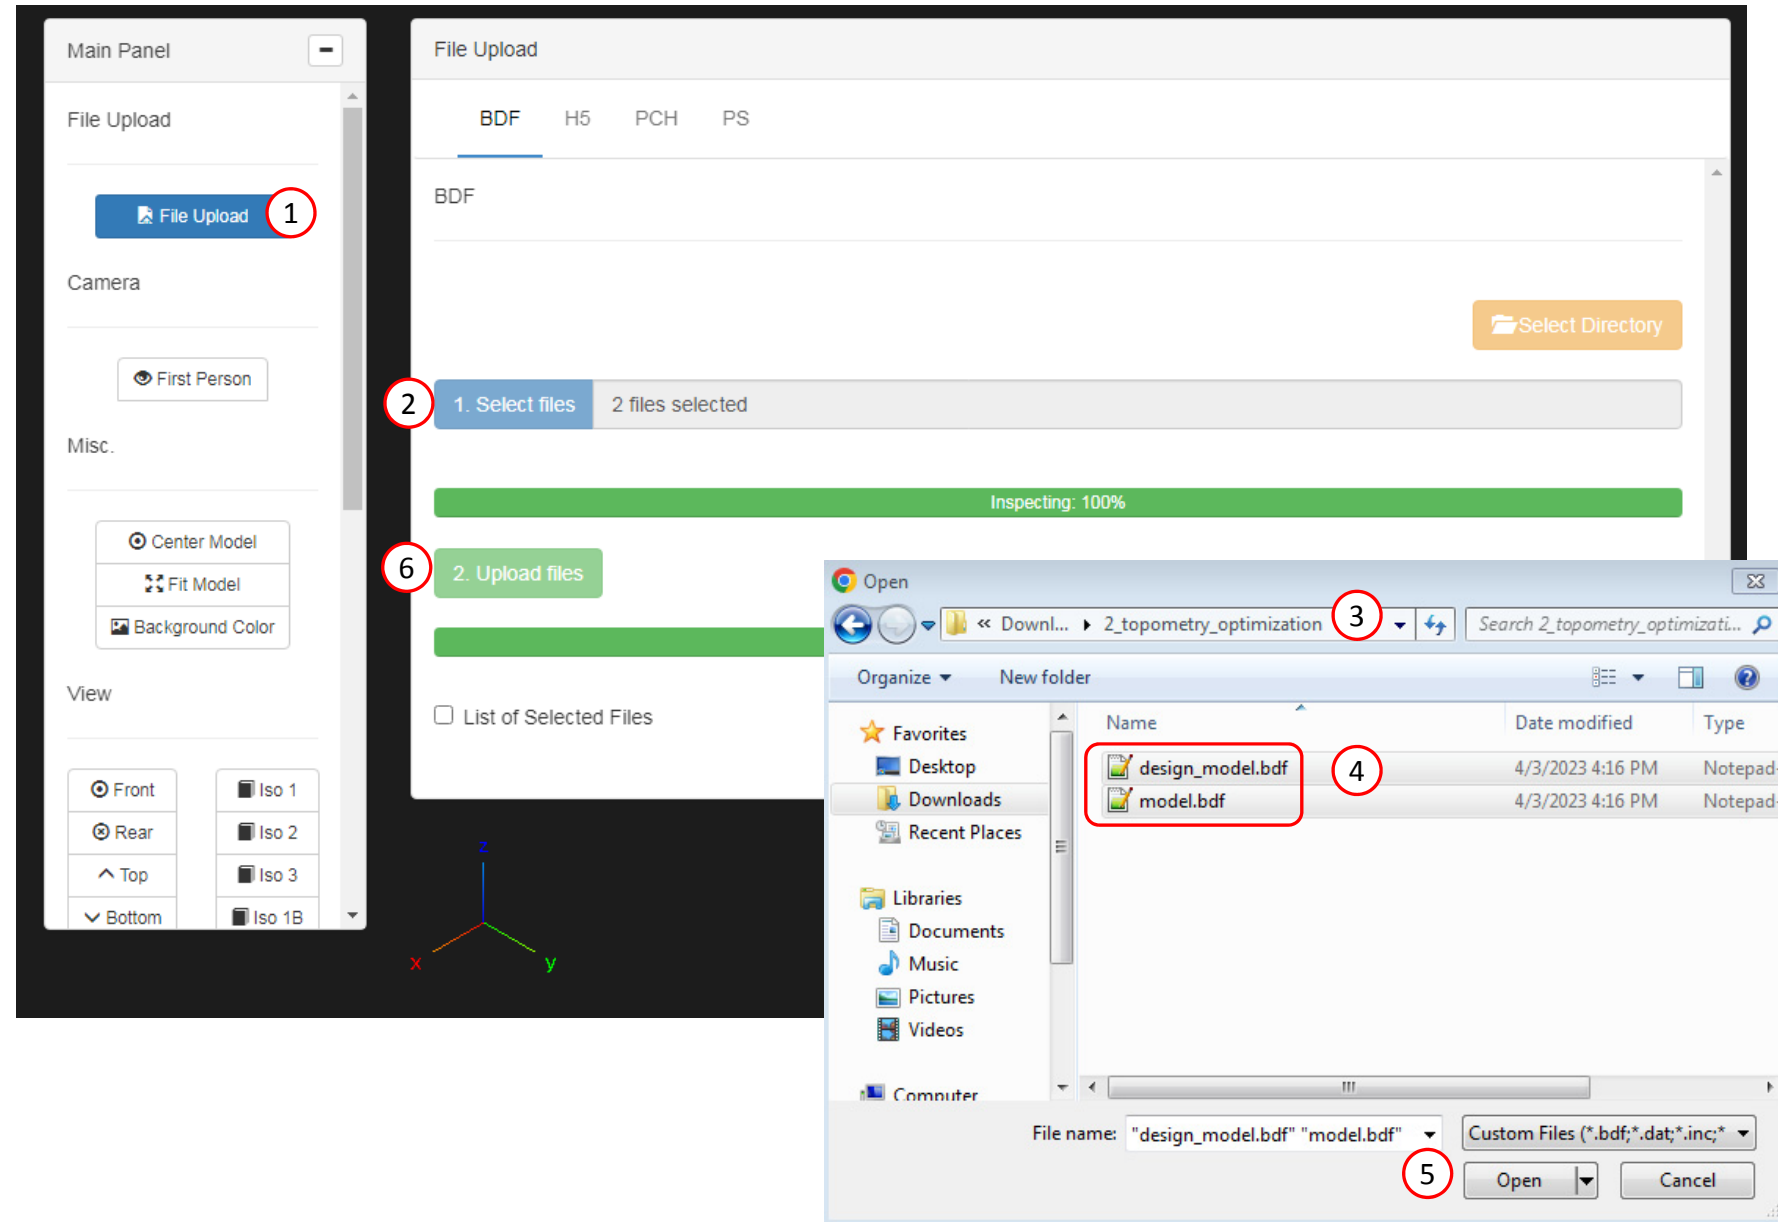 Main Panel
File Upload
File Upload
1
Camera
First Person
Misc.
Center Model
Fit Model
Background Color
View
Front
Iso 1
Rear
Iso 2
Top
Iso 3
Bottom
Iso 1B
File Upload
BDF
H5
PCH
PS
BDF
Select Directory
2
1. Select files
2 files selected
Inspecting: 100%
6
2. Upload files
List of Selected Files
z
x
y
Open
« Downl... 2_topometry_optimization
3
Search 2_topometry_optimizati...
Organize
New folder
Name
Date modified
Type
Favorites
Desktop
Downloads
Recent Places
Libraries
Documents
Music
Pictures
Videos
Computer
design_model.bdf
4/3/2023 4:16 PM
Notepad
4
model.bdf
4/3/2023 4:16 PM
Notepad
File name:
"design_model.bdf" "model.bdf"
Custom Files (*.bdf;*.dat;*.inc;*
5
Open
Cancel